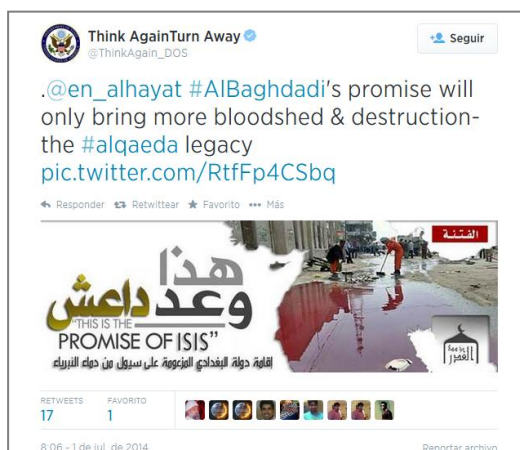 Think AgainTurn Away
@ThinkAgain_DOS
Seguir
.@en_alhayat #AlBaghdadi's promise will
only bring more bloodshed & destruction-
the #alqaeda legacy
pic.twitter.com/RtfFp4CSbq
Responder Retwittear Favorito Más
الفتنة
هذا
وعد داعش
"THIS IS THE
PROMISE OF ISIS"
إقامة دولة البغدادي المزعومة على سيول من دماء الأبرياء
RETWEETS FAVORITO
17 1
8:06 - 1 de jul. de 2014 Reportar archivo